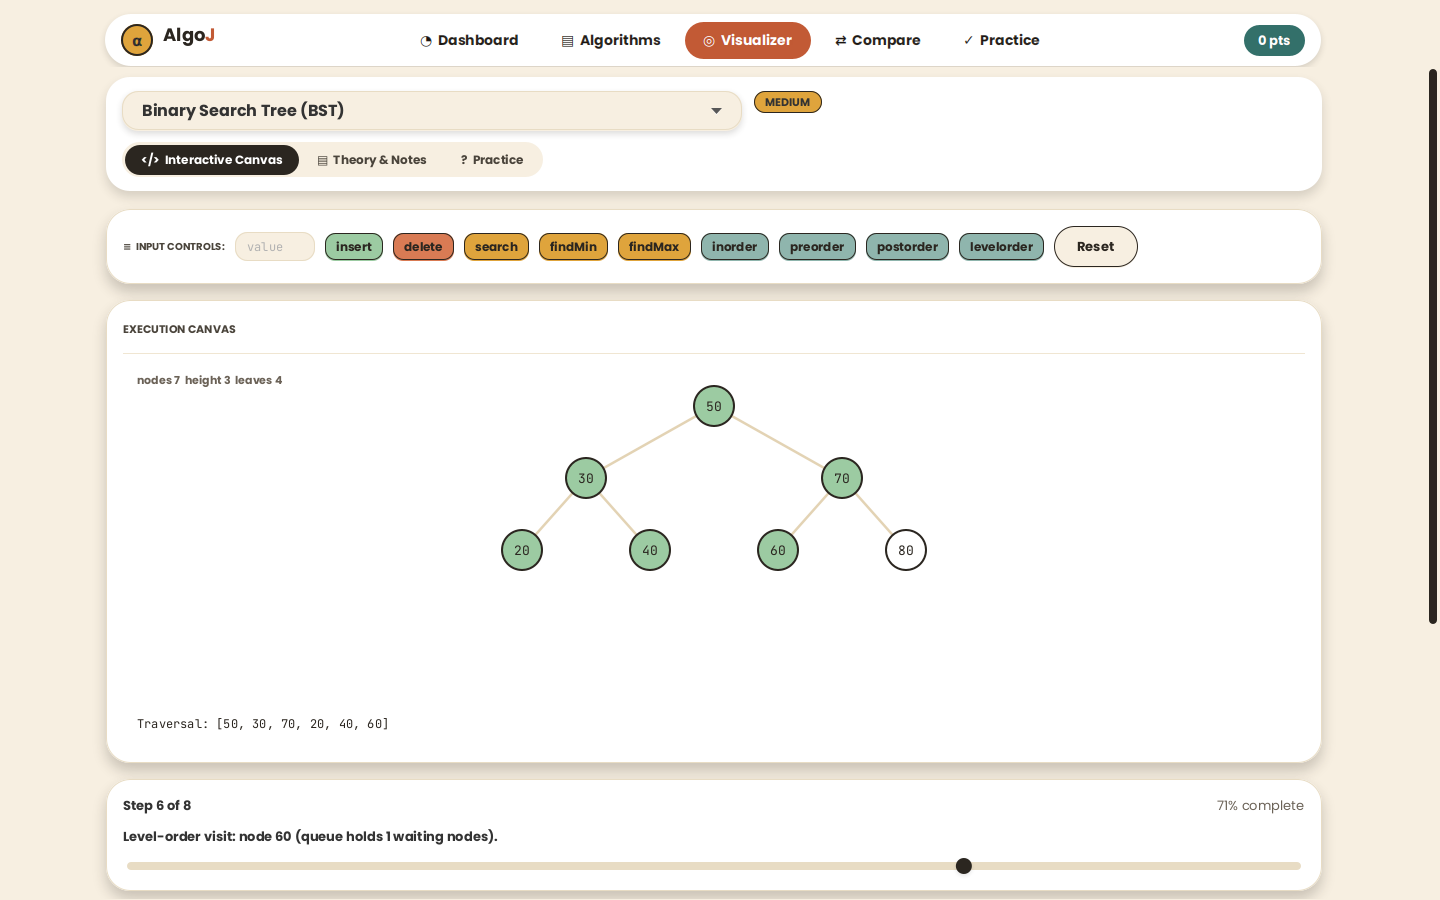 α AlgoJ ◔ Dashboard ▤ Algorithms ◎ Visualizer ⇄ Compare ✓ Practice 0 pts
Binary Search Tree (BST) MEDIUM
</> Interactive Canvas ▤ Theory & Notes ? Practice
≡ INPUT CONTROLS: value insert delete search findMin findMax inorder preorder postorder levelorder Reset
EXECUTION CANVAS
nodes 7 height 3 leaves 4
50
30 70
20 40 60 80
Traversal: [50, 30, 70, 20, 40, 60]
Step 6 of 8 71% complete
Level-order visit: node 60 (queue holds 1 waiting nodes).